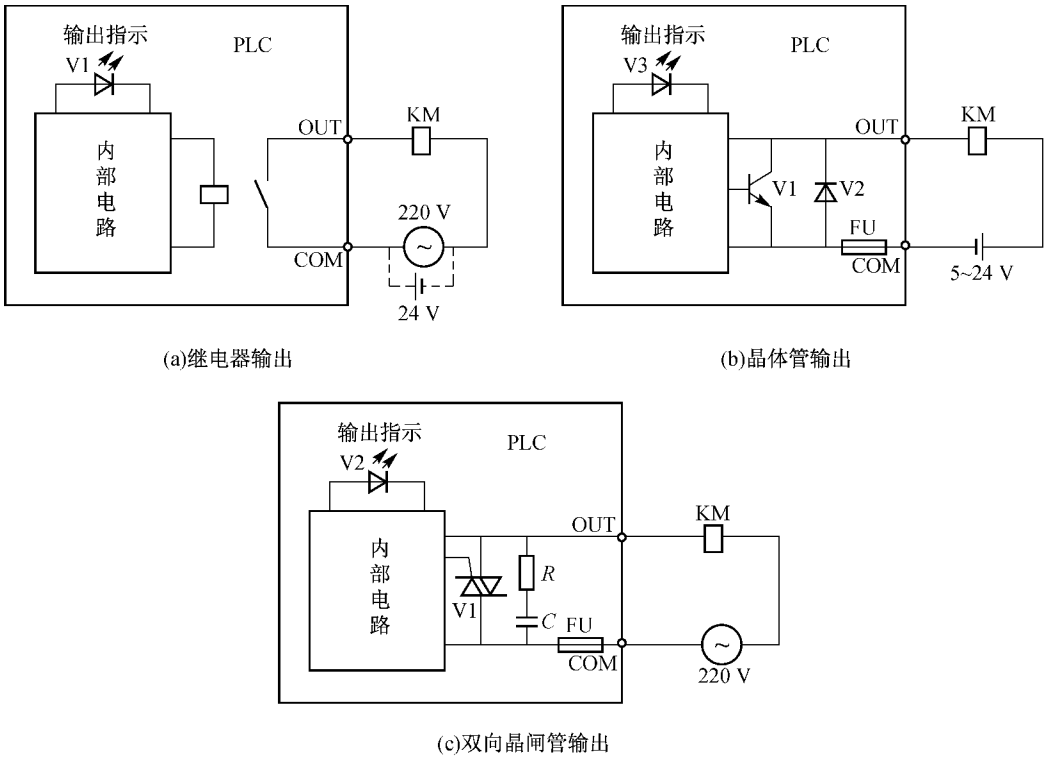 输出指示
PLC
V1
内部电路
OUT
KM
220 V
~
COM
24 V
(a)继电器输出
输出指示
PLC
V3
内部电路
OUT
KM
V1
V2
FU
COM
5~24 V
(b)晶体管输出
输出指示
PLC
V2
内部电路
OUT
KM
R
V1
C
FU
~
COM
220 V
(c)双向晶闸管输出